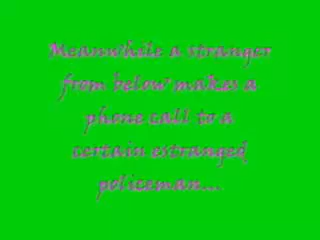 Meanwhile a stranger
from below makes a
phone call to a
certain estranged
policeman...